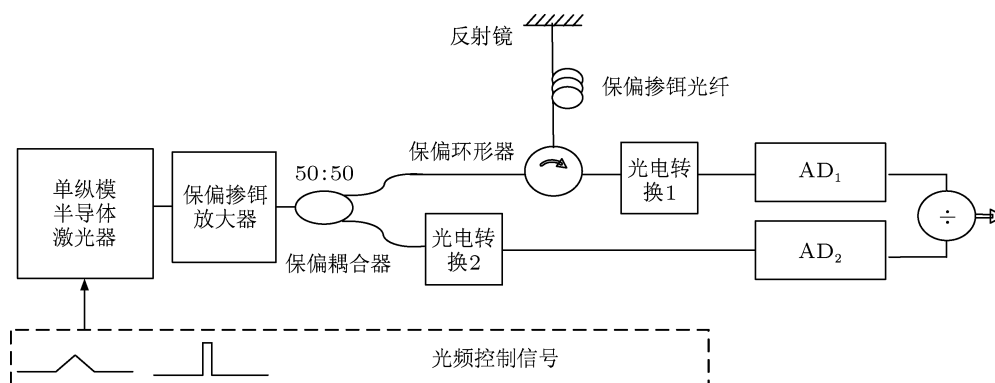 反射镜
保偏掺铒光纤
保偏环形器
50:50
单纵模
半导体
激光器
保偏掺铒
放大器
光电转
换1
AD₁
÷
光电转
换2
AD₂
保偏耦合器
光频控制信号